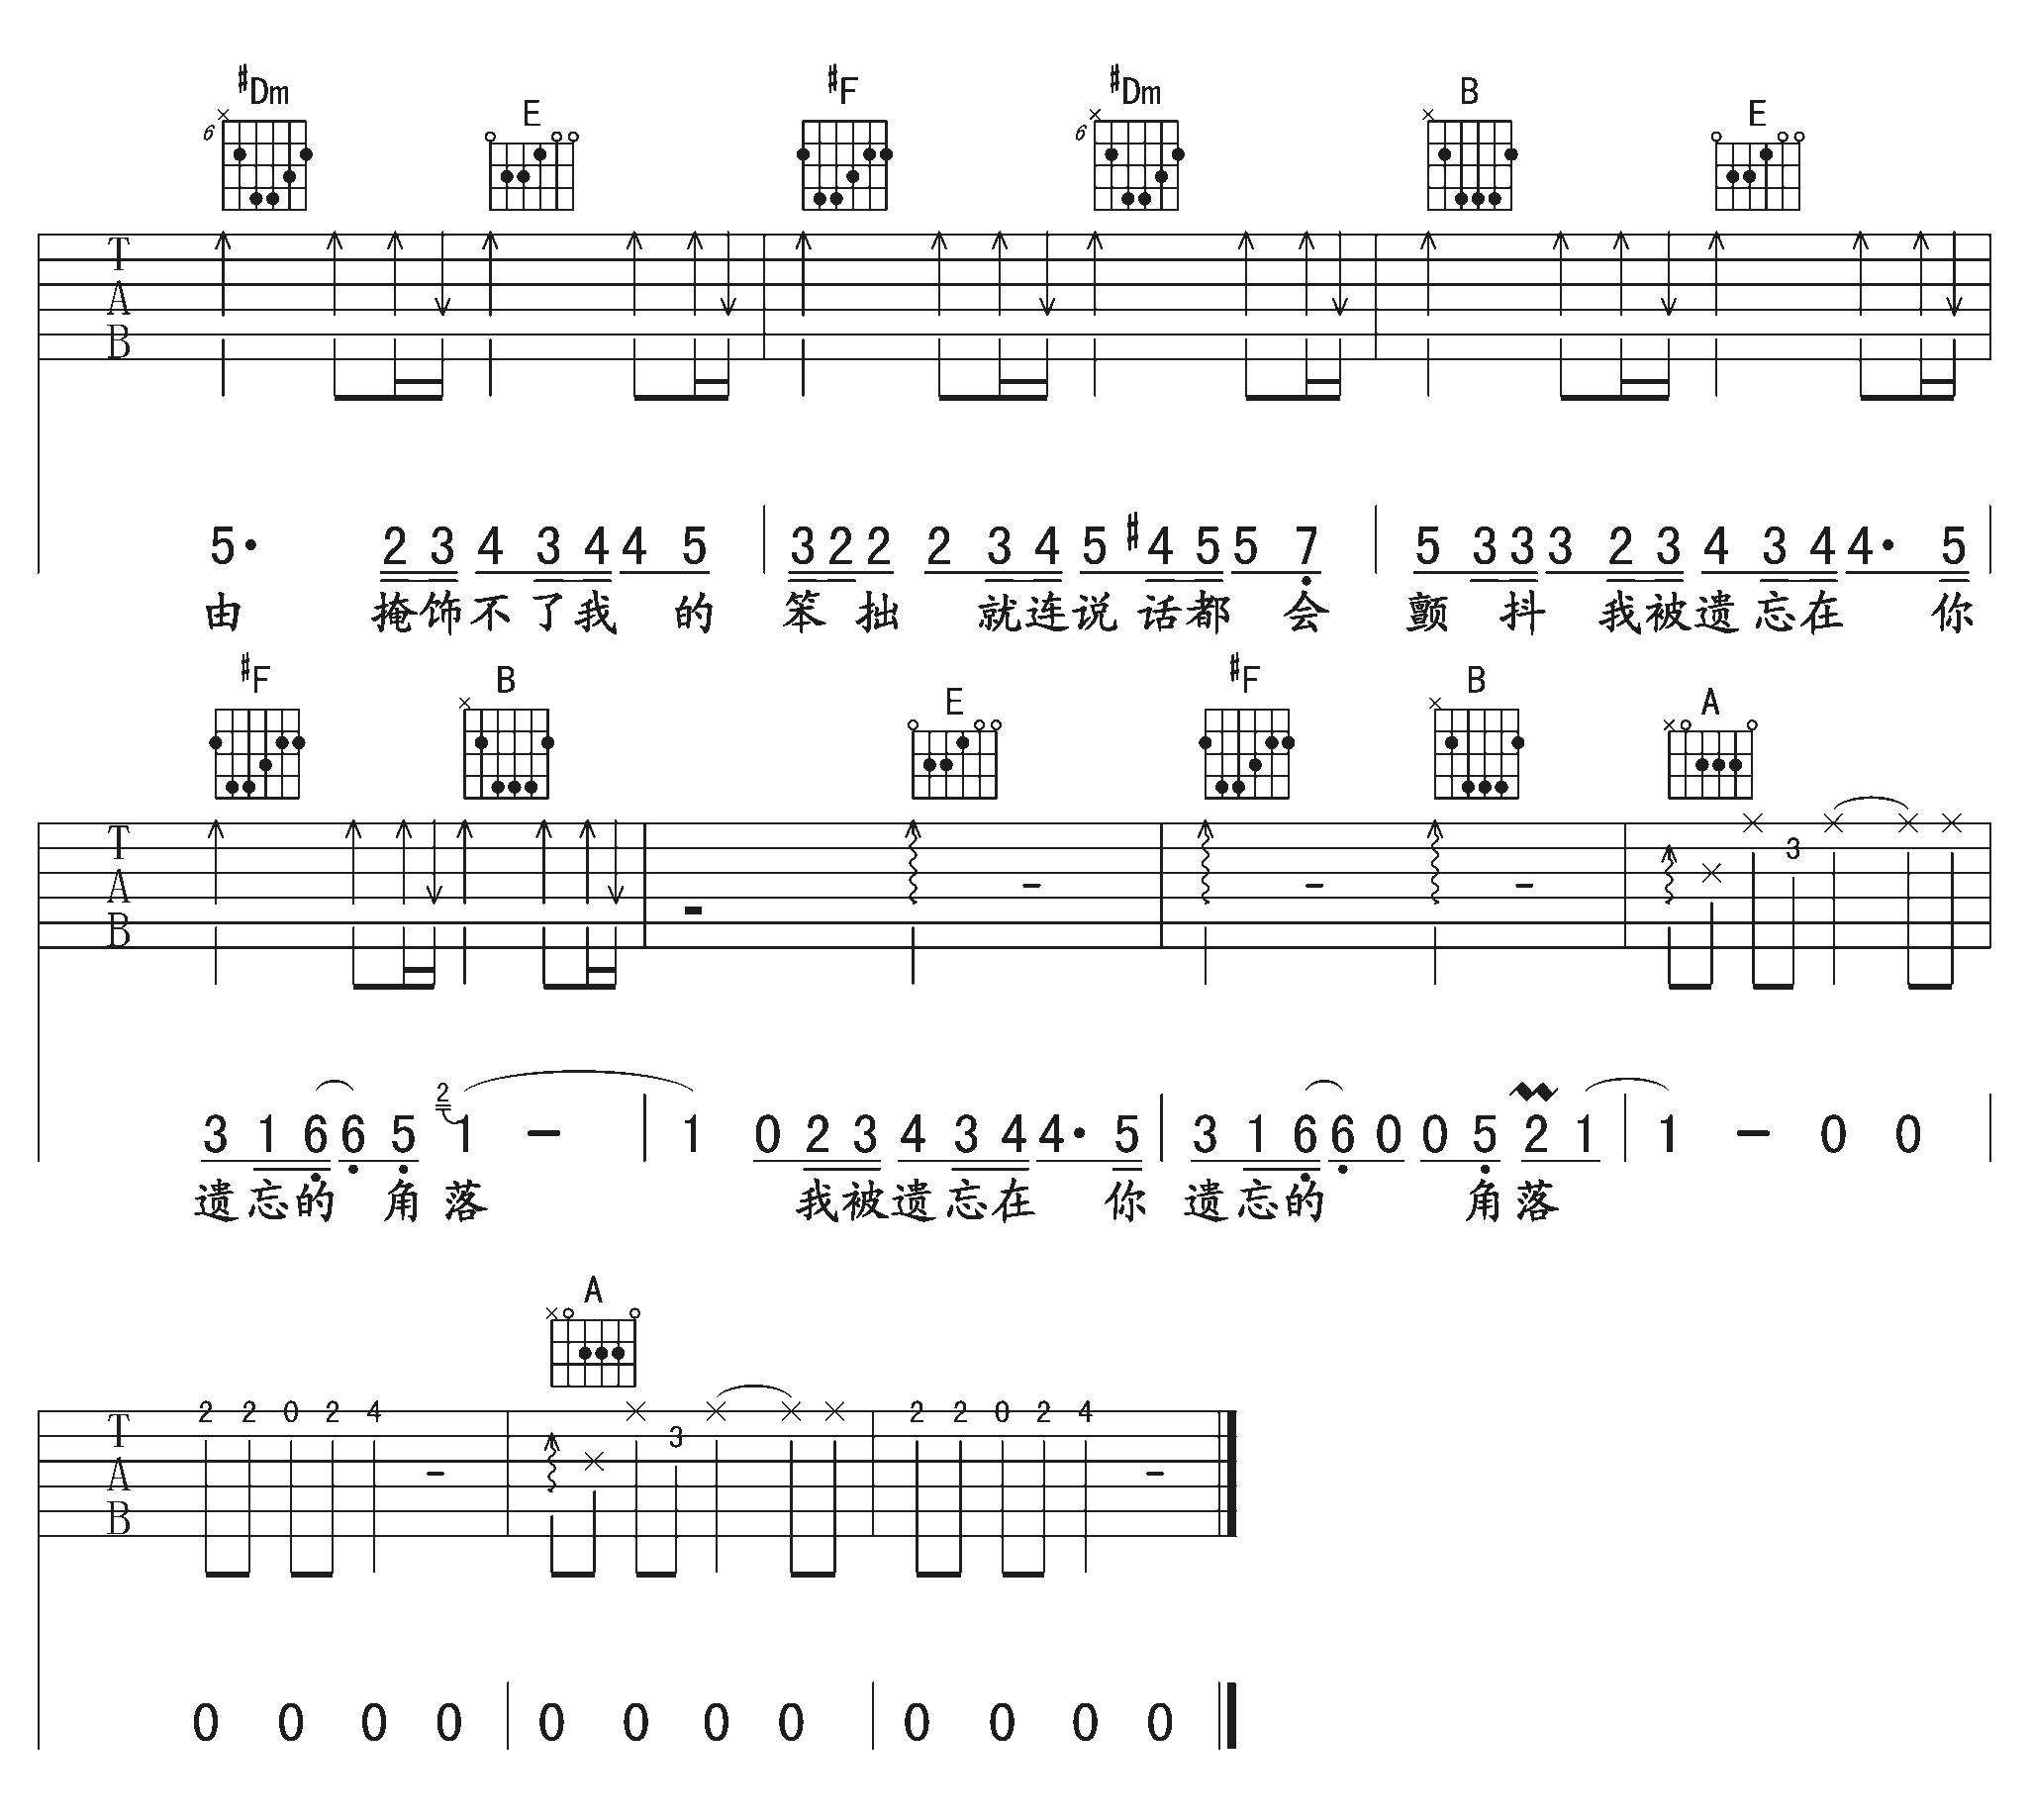 #Dm E #F #Dm B E
6 6
T
A
B
5· 2 3 4 3 4 4 5 | 3 2 2 2 3 4 5 #4 5 5 7 | 5 3 3 3 2 3 4 3 4 4· 5 |
由 掩饰不了我 的 笨 拙 就连说 话都 会 颤 抖 我被遗 忘在 你
#F B E #F B A
3
T
A
B
2
3 1 6 6 5 1 - | 1 0 2 3 4 3 4 4· 5 | 3 1 6 6 0 0 5 2 1 | 1 - 0 0 |
遗忘的 角 落 我被遗忘在 你 遗忘的 角落
A
2 2 0 2 4 3 2 2 0 2 4
T
A
B
0 0 0 0 | 0 0 0 0 | 0 0 0 0